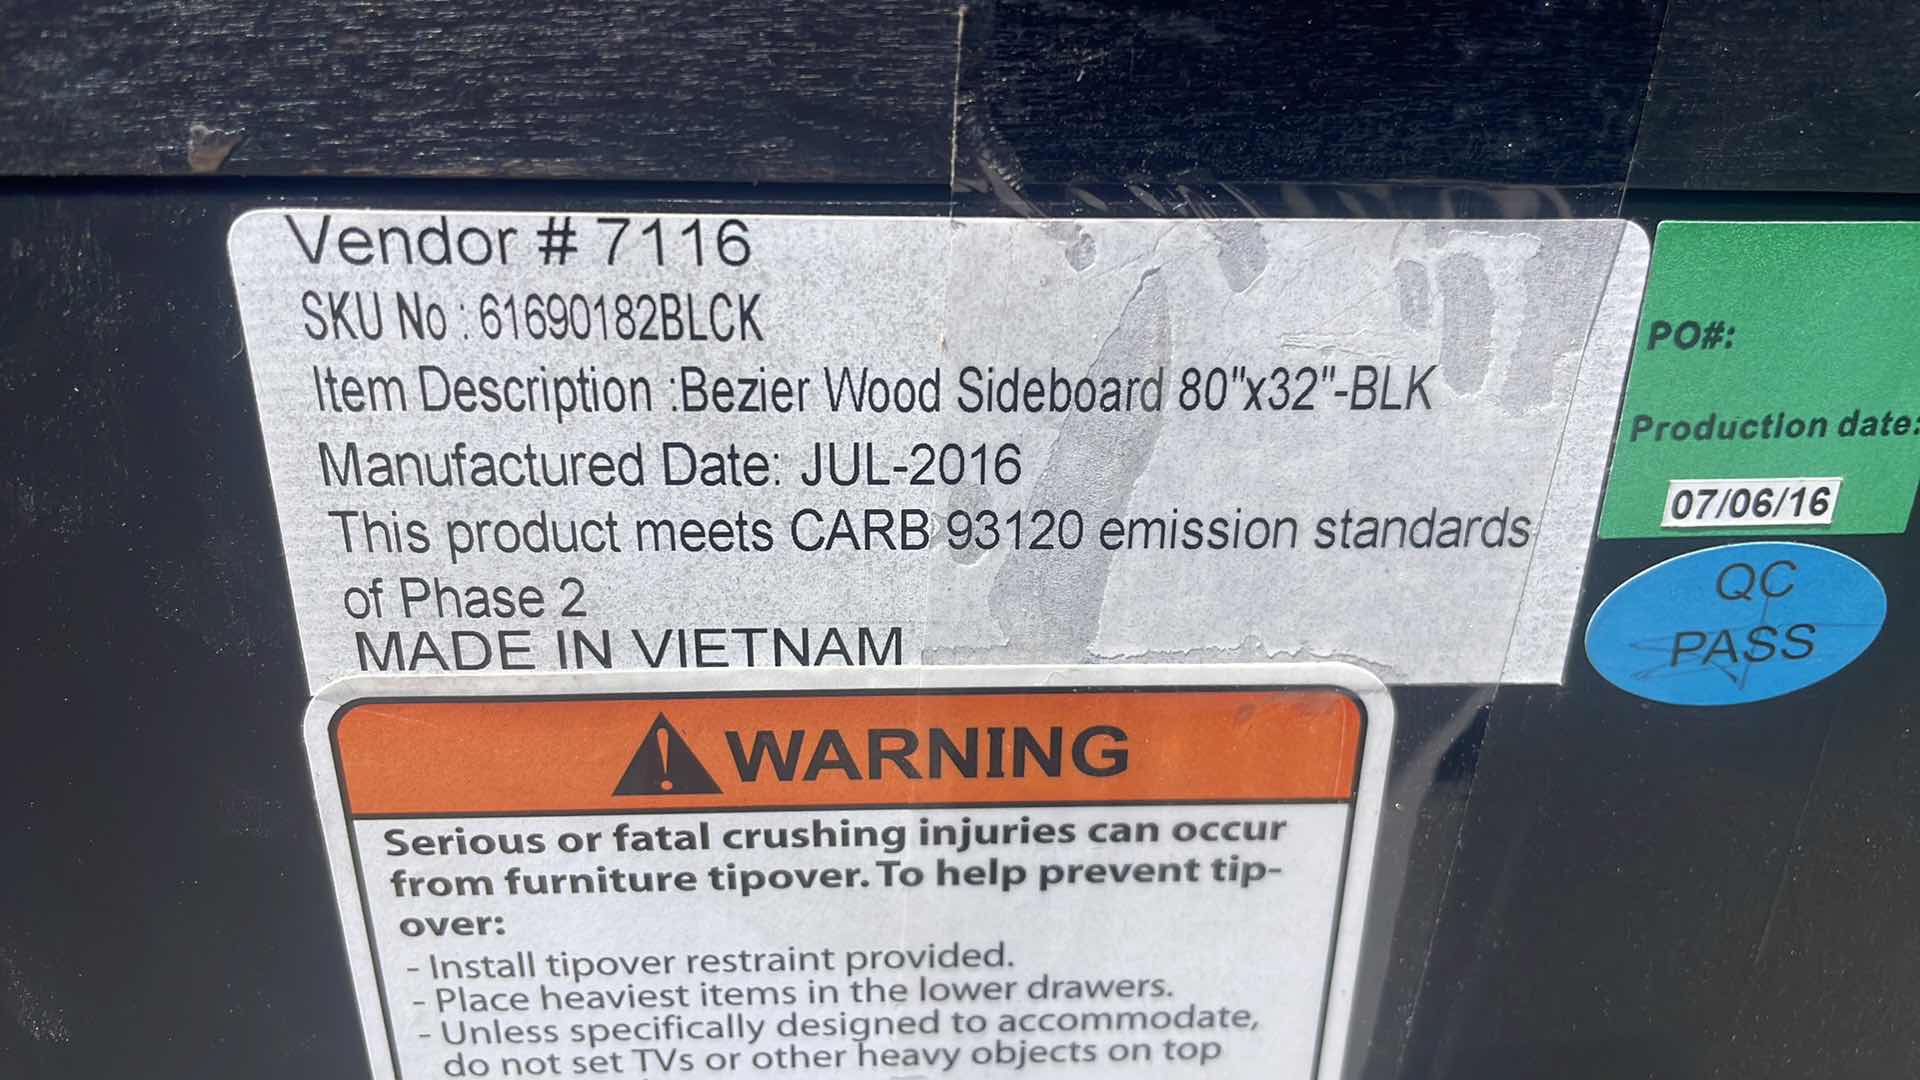 Vendor # 7116
SKU No : 61690182BLCK
Item Description :Bezier Wood Sideboard 80"x32"-BLK
Manufactured Date: JUL-2016
This product meets CARB 93120 emission standards
of Phase 2
MADE IN VIETNAM
PO#:
Production date:
07/06/16
QC
PASS
WARNING
Serious or fatal crushing injuries can occur
from furniture tipover. To help prevent tip-
over:
- Install tipover restraint provided.
- Place heaviest items in the lower drawers.
- Unless specifically designed to accommodate,
do not set TVs or other heavy objects on top